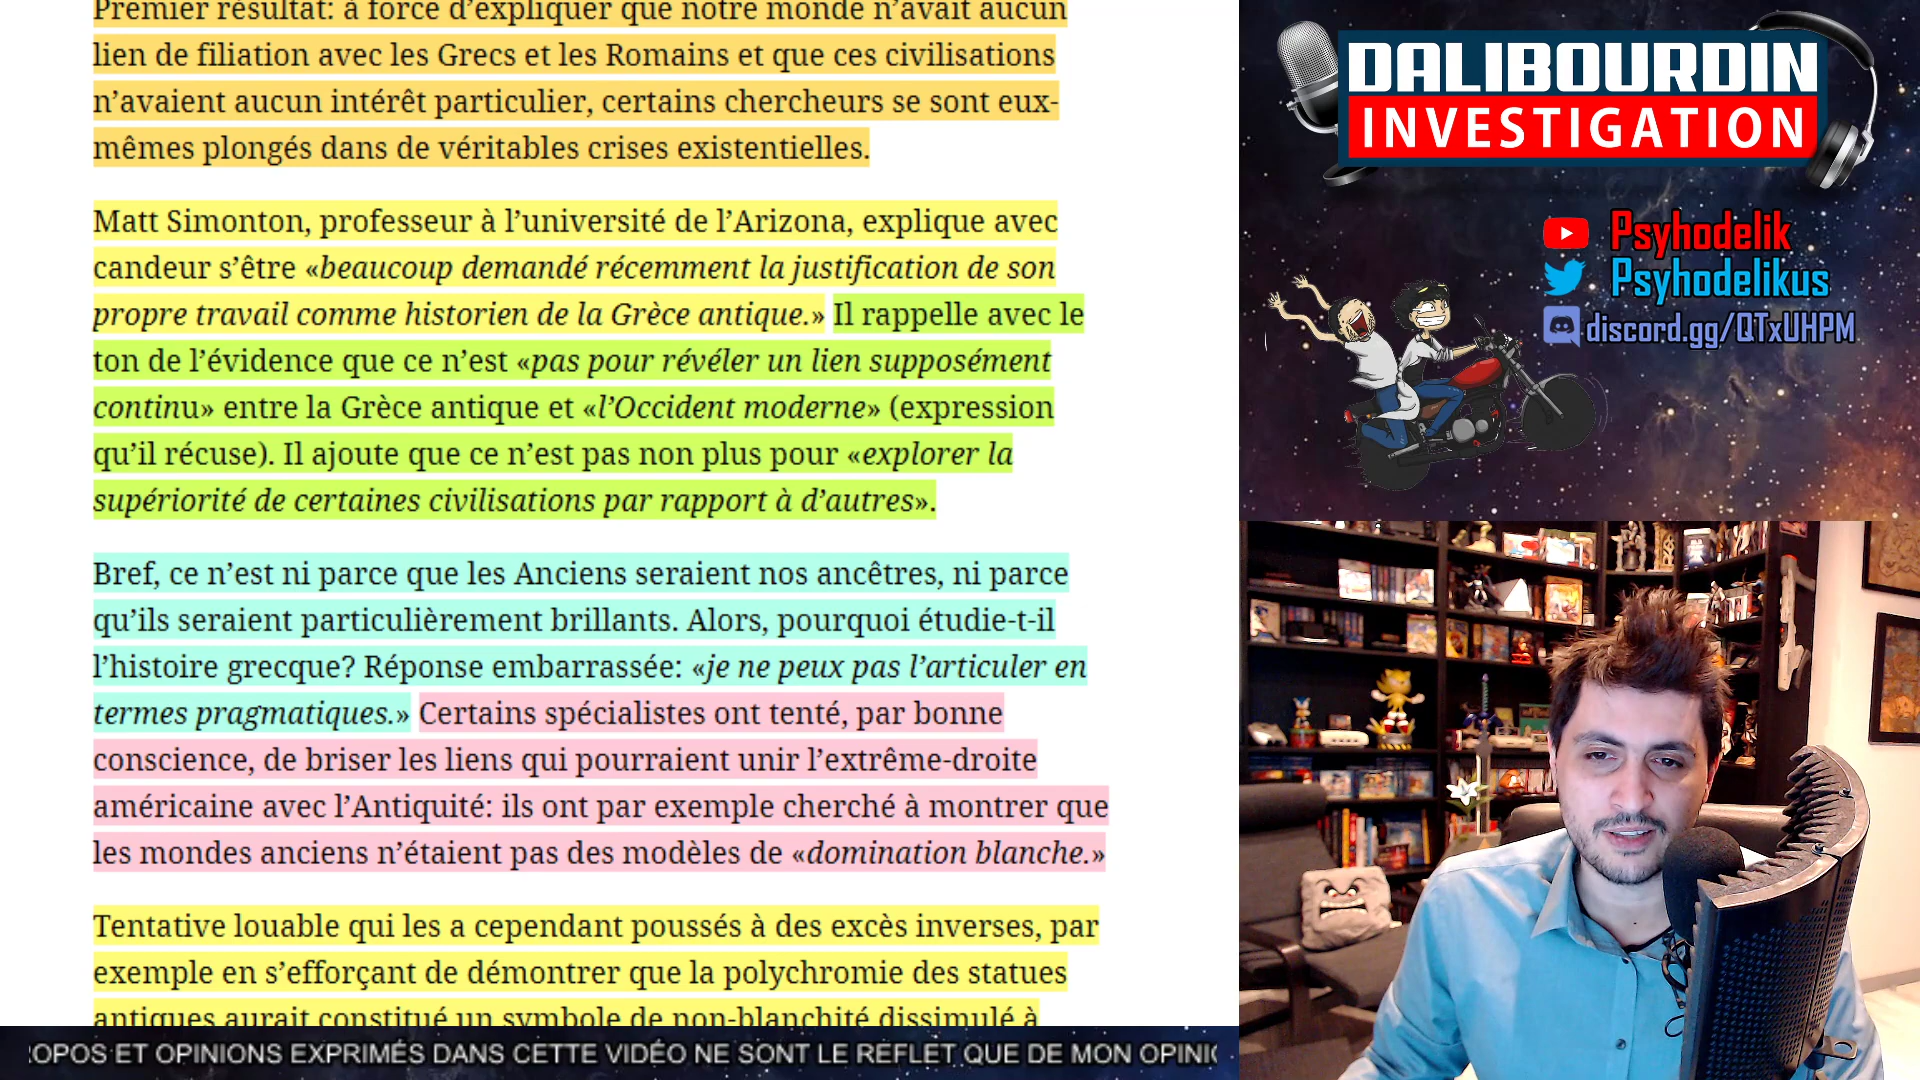 Premier résultat: à force d’expliquer que notre monde n’avait aucun
lien de filiation avec les Grecs et les Romains et que ces civilisations
n’avaient aucun intérêt particulier, certains chercheurs se sont eux-
mêmes plongés dans de véritables crises existentielles.
Matt Simonton, professeur à l’université de l’Arizona, explique avec
candeur s’être «beaucoup demandé récemment la justification de son
propre travail comme historien de la Grèce antique.» Il rappelle avec le
ton de l’évidence que ce n’est «pas pour révéler un lien supposément
continu» entre la Grèce antique et «l’Occident moderne» (expression
qu’il récuse). Il ajoute que ce n’est pas non plus pour «explorer la
supériorité de certaines civilisations par rapport à d’autres».
Bref, ce n’est ni parce que les Anciens seraient nos ancêtres, ni parce
qu’ils seraient particulièrement brillants. Alors, pourquoi étudie-t-il
l’histoire grecque? Réponse embarrassée: «je ne peux pas l’articuler en
termes pragmatiques.» Certains spécialistes ont tenté, par bonne
conscience, de briser les liens qui pourraient unir l’extrême-droite
américaine avec l’Antiquité: ils ont par exemple cherché à montrer que
les mondes anciens n’étaient pas des modèles de «domination blanche.»
Tentative louable qui les a cependant poussés à des excès inverses, par
exemple en s’efforçant de démontrer que la polychromie des statues
antiques aurait constitué un symbole de non-blanchité dissimulé à
ROPOS ET OPINIONS EXPRIMÉS DANS CETTE VIDÉO NE SONT LE REFLET QUE DE MON OPINIO
DALIBOURDIN
INVESTIGATION
Psyhodelik
Psyhodelikus
discord.gg/QTxUHPM